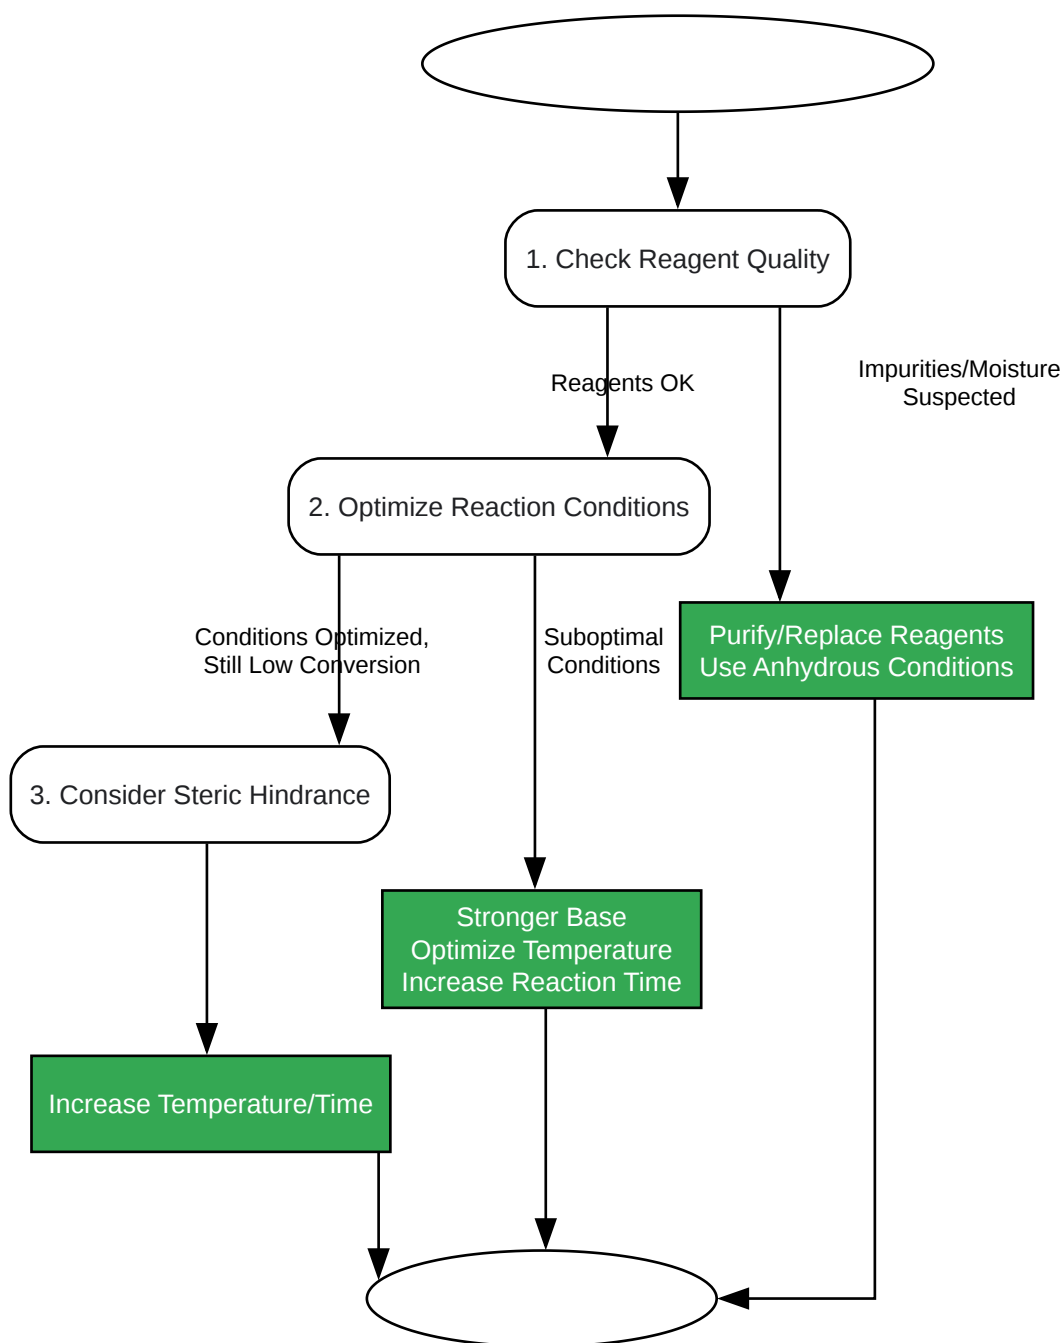 1. Check Reagent Quality
Reagents OK
Impurities/Moisture
Suspected
2. Optimize Reaction Conditions
Conditions Optimized,
Still Low Conversion
Suboptimal
Conditions
Purify/Replace Reagents
Use Anhydrous Conditions
3. Consider Steric Hindrance
Stronger Base
Optimize Temperature
Increase Reaction Time
Increase Temperature/Time